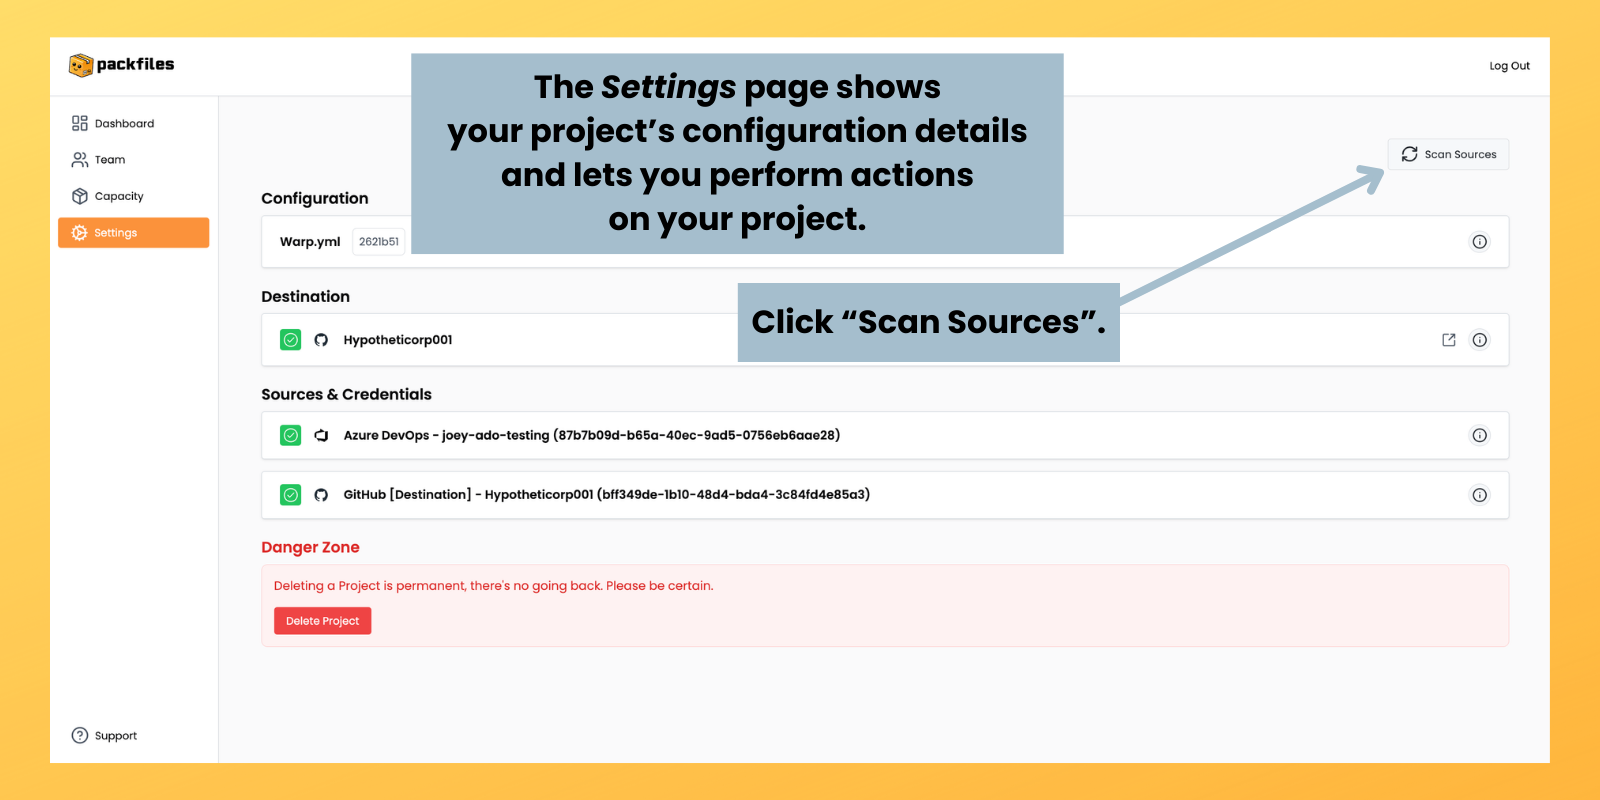 packfiles
Log Out
The Settings page shows
your project’s configuration details
and lets you perform actions
on your project.
Dashboard
Team
Capacity
Settings
Scan Sources
Configuration
Warp.yml 2621b51
Destination
Click “Scan Sources”.
Hypotheticorp001
Sources & Credentials
Azure DevOps - joey-ado-testing (87b7b09d-b65a-40ec-9ad5-0756eb6aae28)
GitHub [Destination] - Hypotheticorp001 (bff349de-1b10-48d4-bda4-3c84fd4e85a3)
Danger Zone
Deleting a Project is permanent, there's no going back. Please be certain.
Delete Project
Support